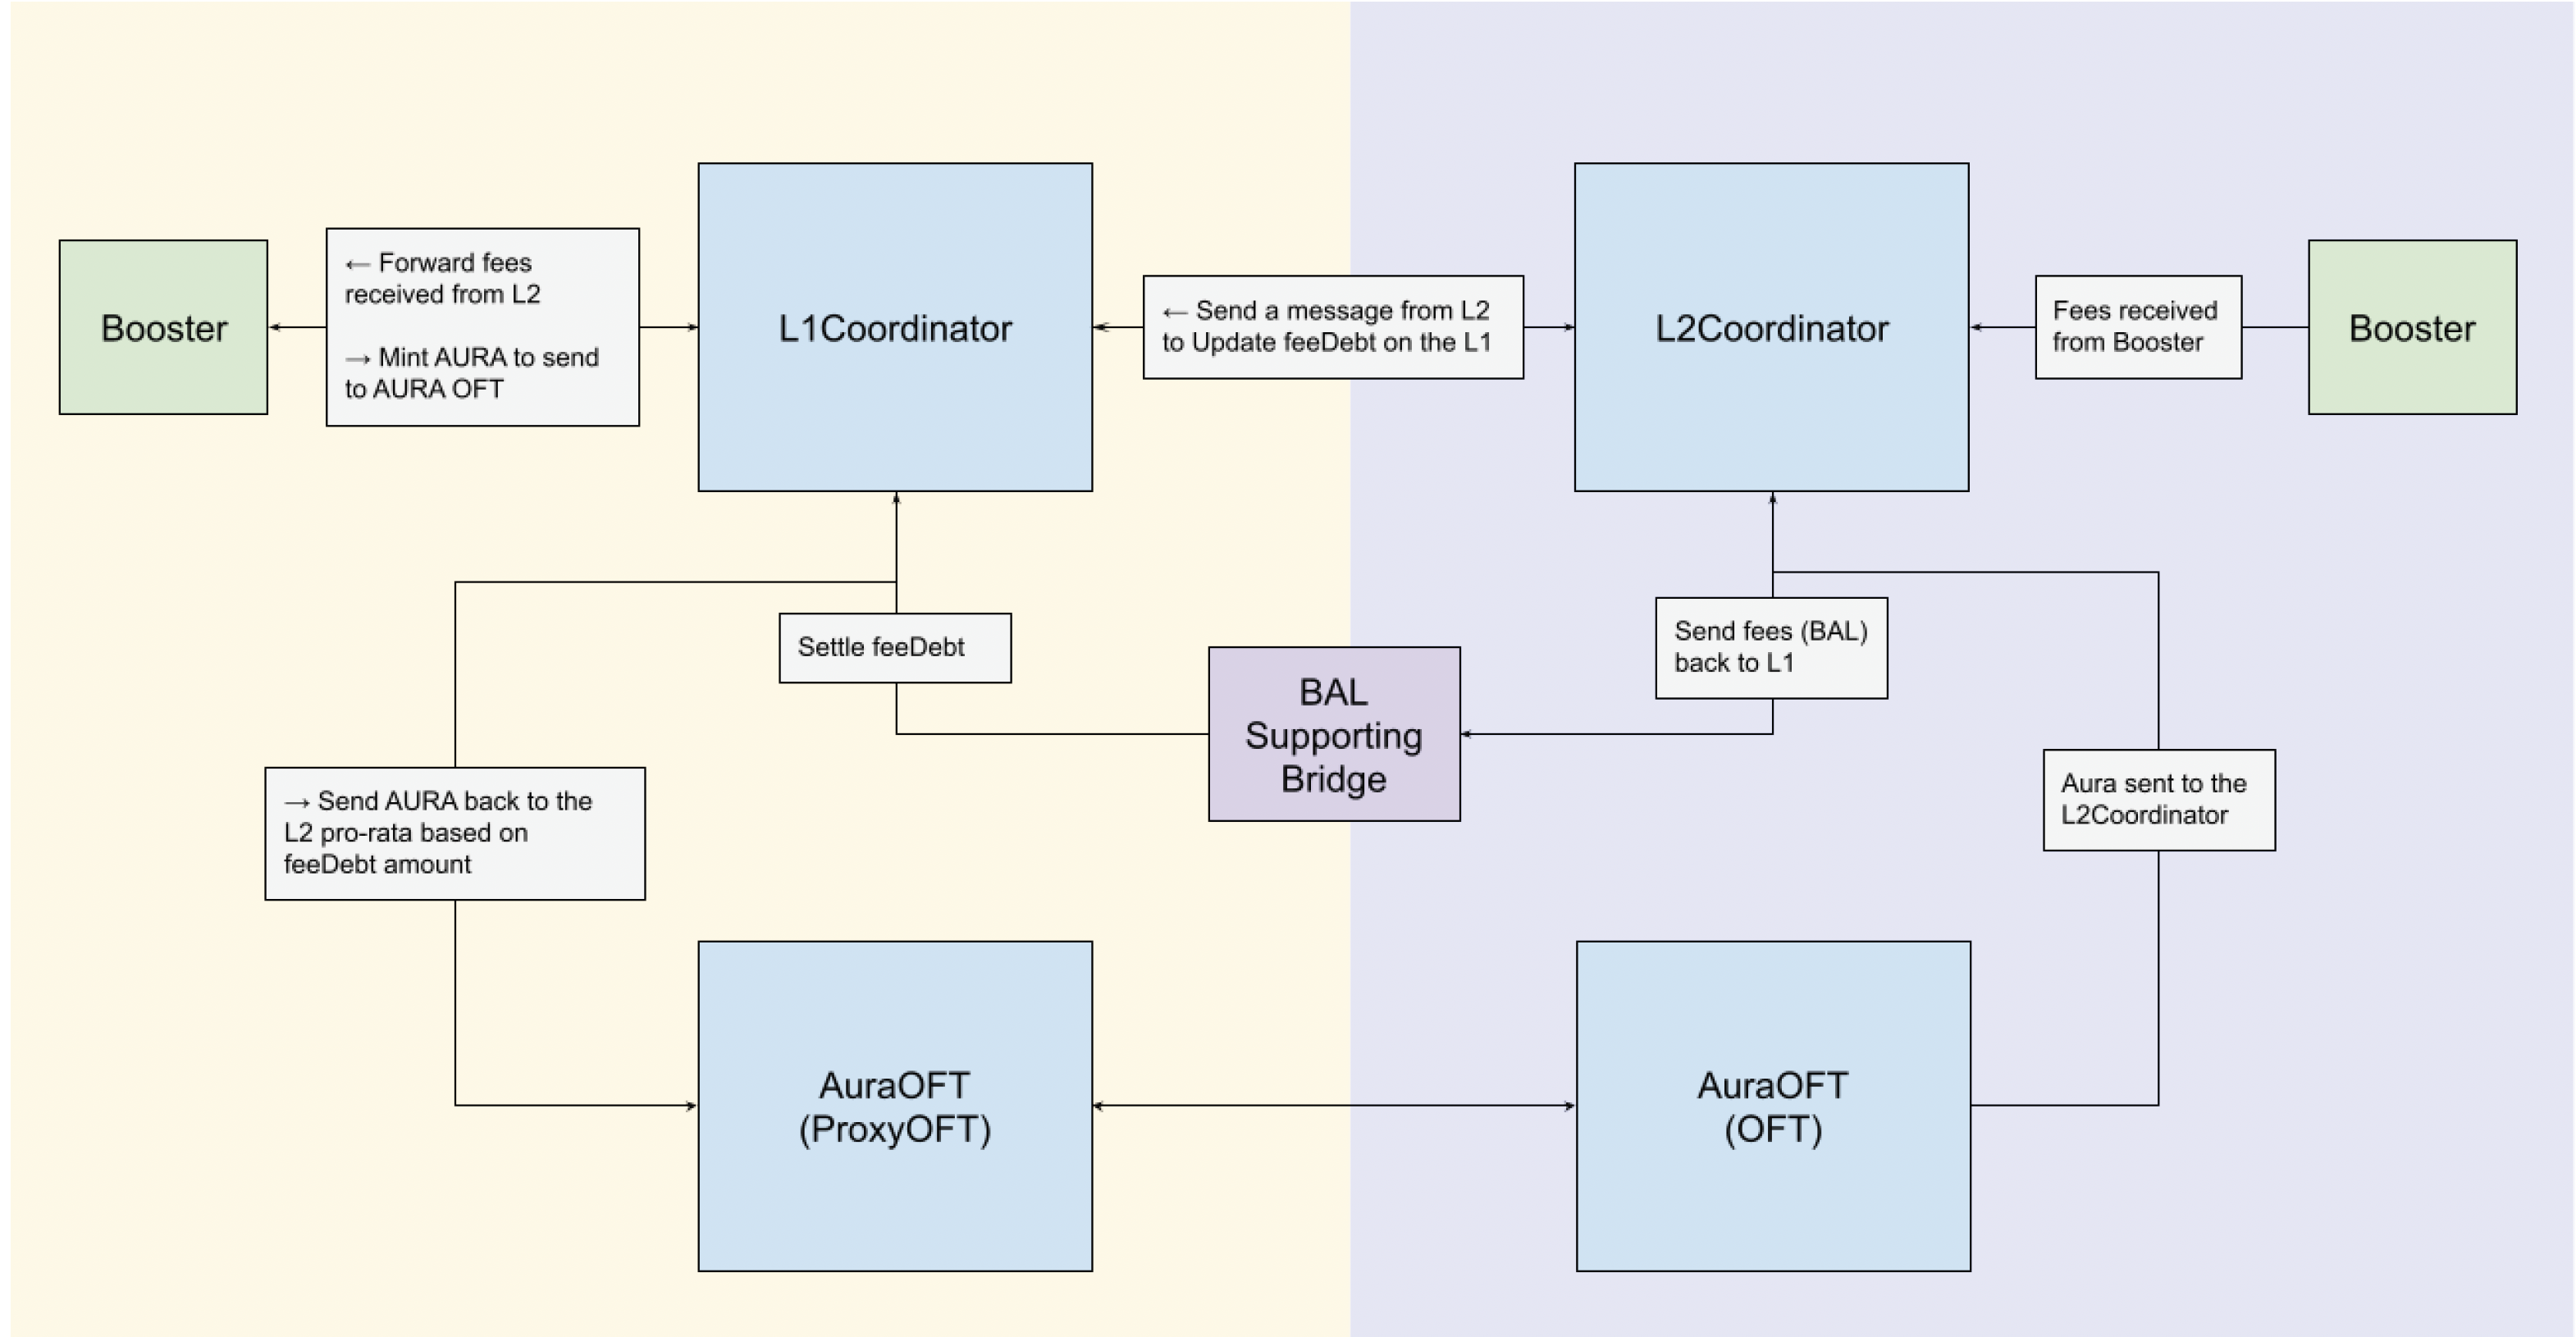 Booster
← Forward fees
received from L2
→ Mint AURA to send
to AURA OFT
L1Coordinator
← Send a message from L2
to Update feeDebt on the L1
L2Coordinator
Fees received
from Booster
Booster
Settle feeDebt
BAL
Supporting
Bridge
Send fees (BAL)
back to L1
→ Send AURA back to the
L2 pro-rata based on
feeDebt amount
Aura sent to the
L2Coordinator
AuraOFT
(ProxyOFT)
AuraOFT
(OFT)